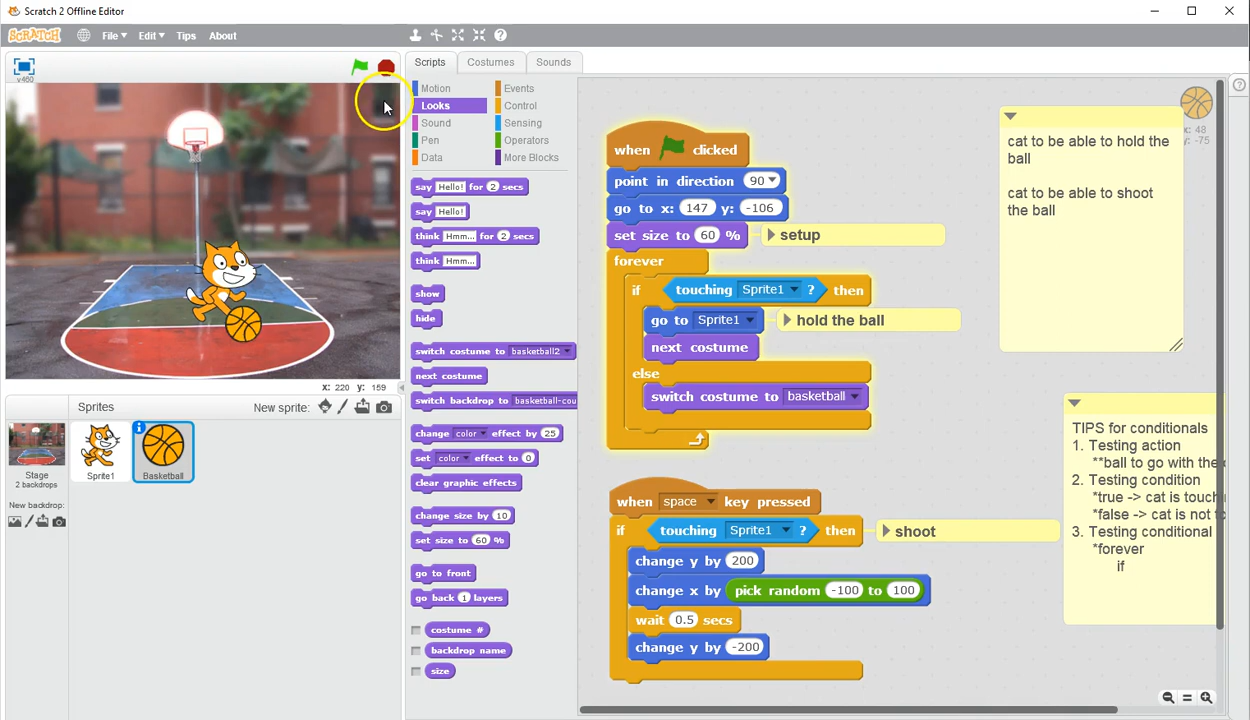 Scratch 2 Offline Editor
SCRATCH File Edit Tips About
v460
Scripts Costumes Sounds
Motion Events
Looks Control
Sound Sensing
Pen Operators
Data More Blocks
say Hello! for 2 secs
say Hello!
think Hmm... for 2 secs
think Hmm...
show
hide
switch costume to basketball2
next costume
switch backdrop to basketball-cou
change color effect by 25
set color effect to 0
clear graphic effects
change size by 10
set size to 60 %
go to front
go back 1 layers
costume #
backdrop name
size
when clicked
point in direction 90
go to x: 147 y: -106
set size to 60 %
setup
forever
if touching Sprite1 ? then
go to Sprite1
hold the ball
next costume
else
switch costume to basketball
when space key pressed
if touching Sprite1 ? then
shoot
change y by 200
change x by pick random -100 to 100
wait 0.5 secs
change y by -200
x: 48
y: -75
cat to be able to hold the
ball
cat to be able to shoot
the ball
TIPS for conditionals
1. Testing action
**ball to go with the
2. Testing condition
*true -> cat is touch
*false -> cat is not
3. Testing conditional
*forever
if
x: 220 y: 159
Sprites New sprite:
Stage
2 backdrops
New backdrop:
Sprite1
Basketball